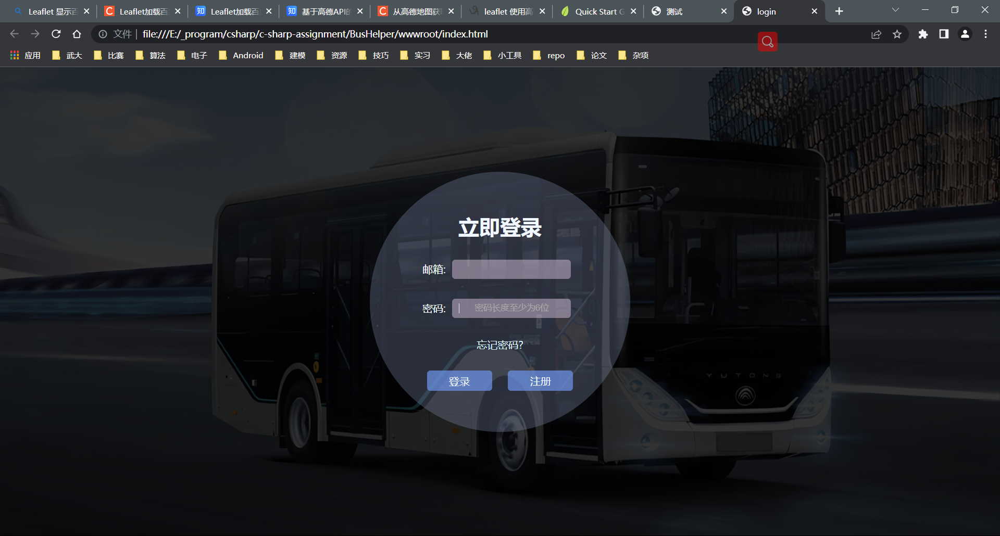 Leaflet 显示百
Leaflet加载百
Leaflet加载百
基于高德API的
从高德地图获
leaflet 使用高
Quick Start G
测试
login
文件 | file:///E:/_program/csharp/c-sharp-assignment/BusHelper/wwwroot/index.html
应用 武大 比赛 算法 电子 Android 建模 资源 技巧 实习 大佬 小工具 repo 论文 杂项
立即登录
邮箱:
密码: 密码长度至少为6位
忘记密码?
登录 注册
YUTONG